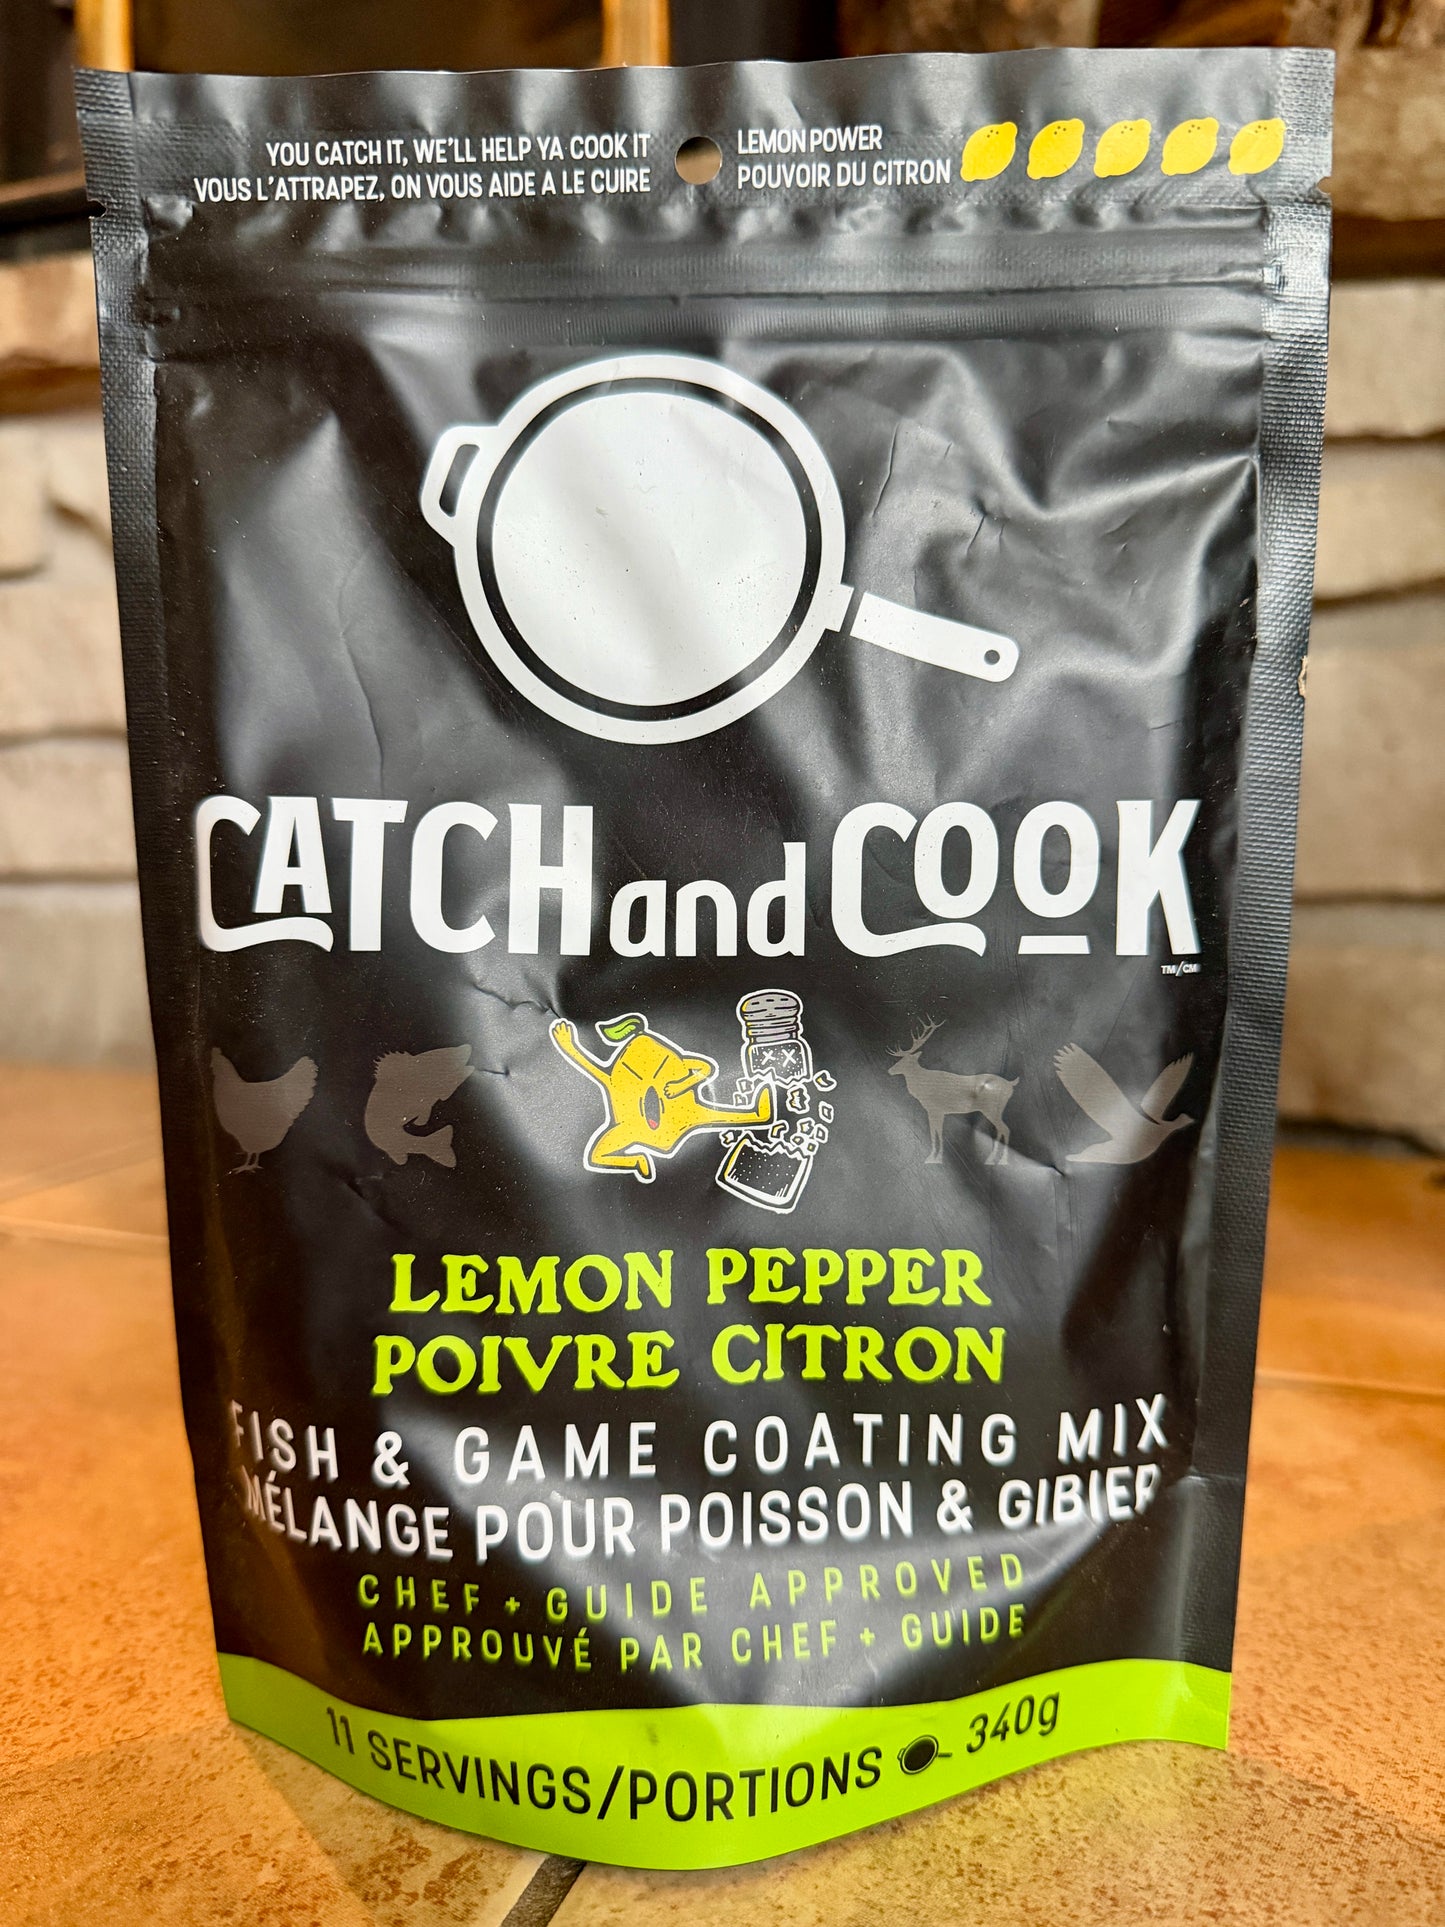 YOU CATCH IT, WE'LL HELP YA COOK IT
VOUS L'ATTRAPEZ, ON VOUS AIDE A LE CUIRE
LEMON POWER
POUVOIR DU CITRON
CATCH and COOK
TM/CM
LEMON PEPPER
POIVRE CITRON
FISH & GAME COATING MIX
MÉLANGE POUR POISSON & GIBIER
CHEF + GUIDE APPROVED
APPROUVÉ PAR CHEF + GUIDE
11 SERVINGS/PORTIONS 340g